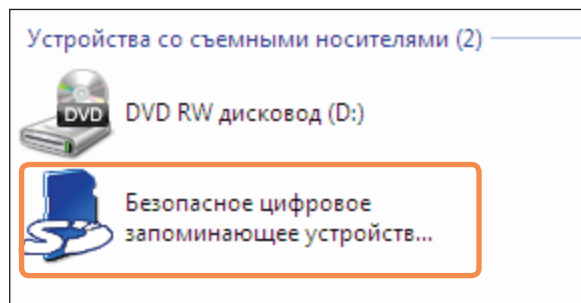 Устройства со съемными носителями (2)
DVD
DVD RW дисковод (D:)
Безопасное цифровое
запоминающее устройств...
SD